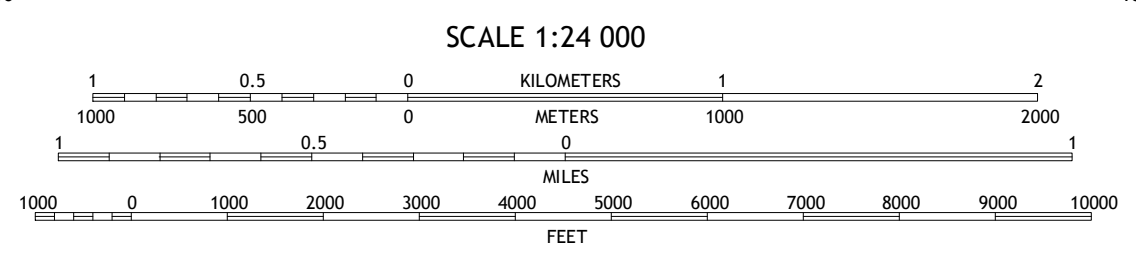 SCALE 1:24 000
1 0.5 0 KILOMETERS 1 2
1000 500 0 METERS 1000 2000
1 0.5 0 1
MILES
1000 0 1000 2000 3000 4000 5000 6000 7000 8000 9000 10000
FEET